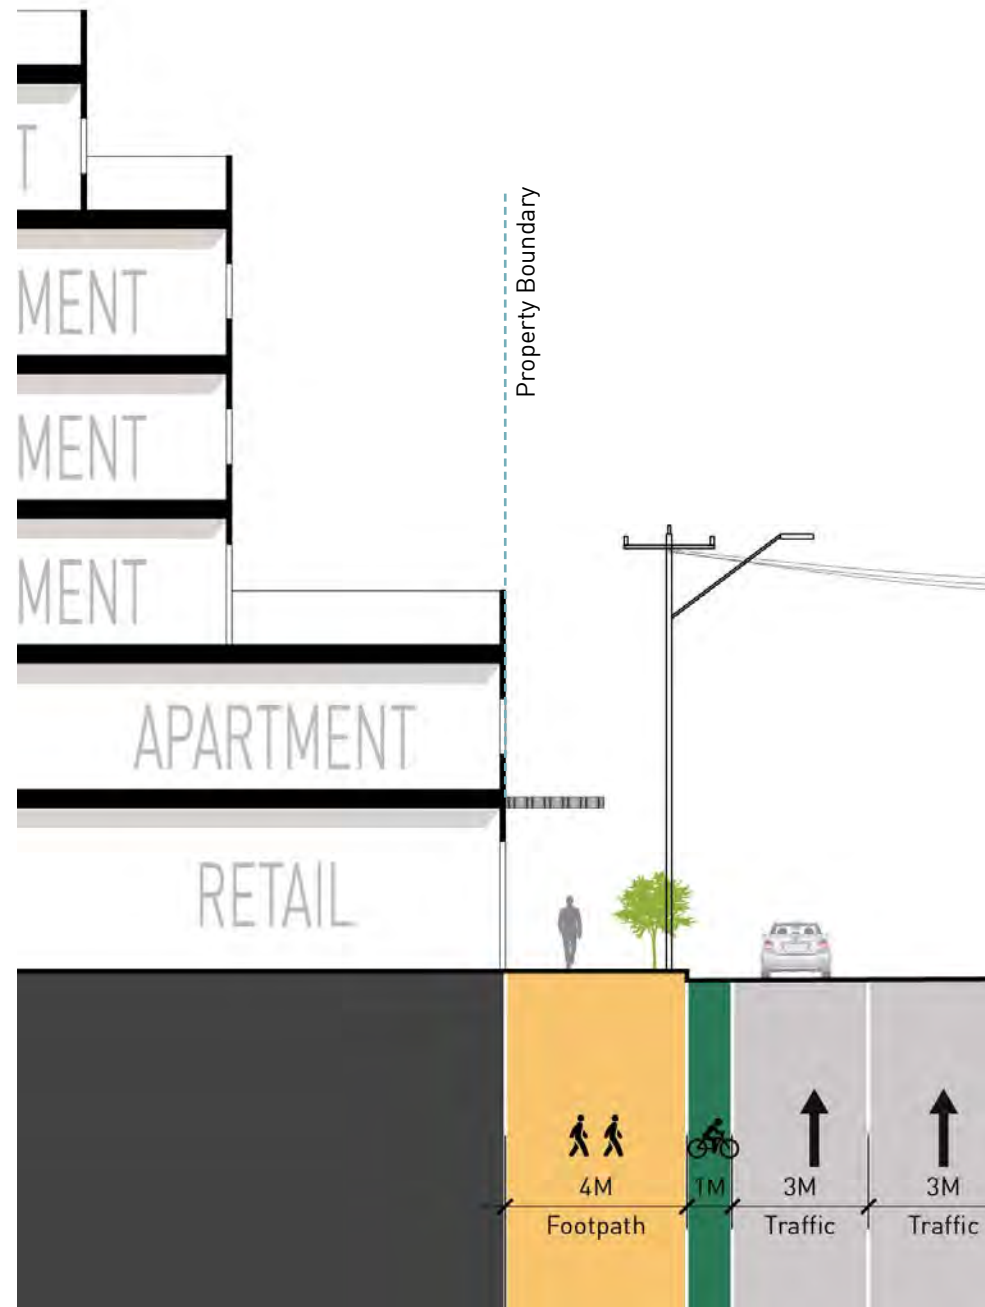 T
MENT
MENT
MENT
APARTMENT
RETAIL
Property Boundary
4M
1M
3M
3M
Footpath
Traffic
Traffic